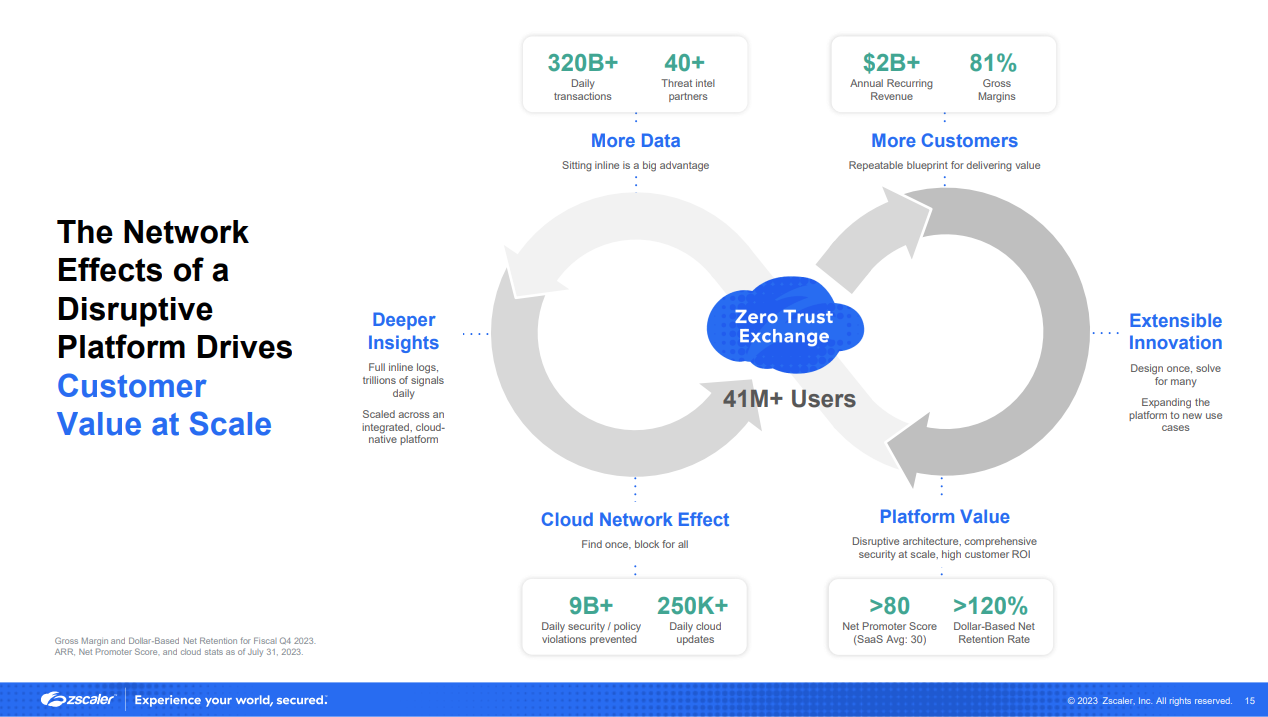 The Network
Effects of a
Disruptive
Platform Drives
Customer
Value at Scale
320B+
Daily
transactions
40+
Threat intel
partners
More Data
Sitting inline is a big advantage
$2B+
Annual Recurring
Revenue
81%
Gross
Margins
More Customers
Repeatable blueprint for delivering value
Deeper
Insights
Full inline logs,
trillions of signals
daily
Scaled across an
integrated, cloud-
native platform
Zero Trust
Exchange
41M+ Users
Extensible
Innovation
Design once, solve
for many
Expanding the
platform to new use
cases
Cloud Network Effect
Find once, block for all
9B+
Daily security / policy
violations prevented
250K+
Daily cloud
updates
Platform Value
Disruptive architecture, comprehensive
security at scale, high customer ROI
>80
Net Promoter Score
(SaaS Avg: 30)
>120%
Dollar-Based Net
Retention Rate
Gross Margin and Dollar-Based Net Retention for Fiscal Q4 2023.
ARR, Net Promoter Score, and cloud stats as of July 31, 2023.
zscaler™ Experience your world, secured.™
© 2023 Zscaler, Inc. All rights reserved. 15